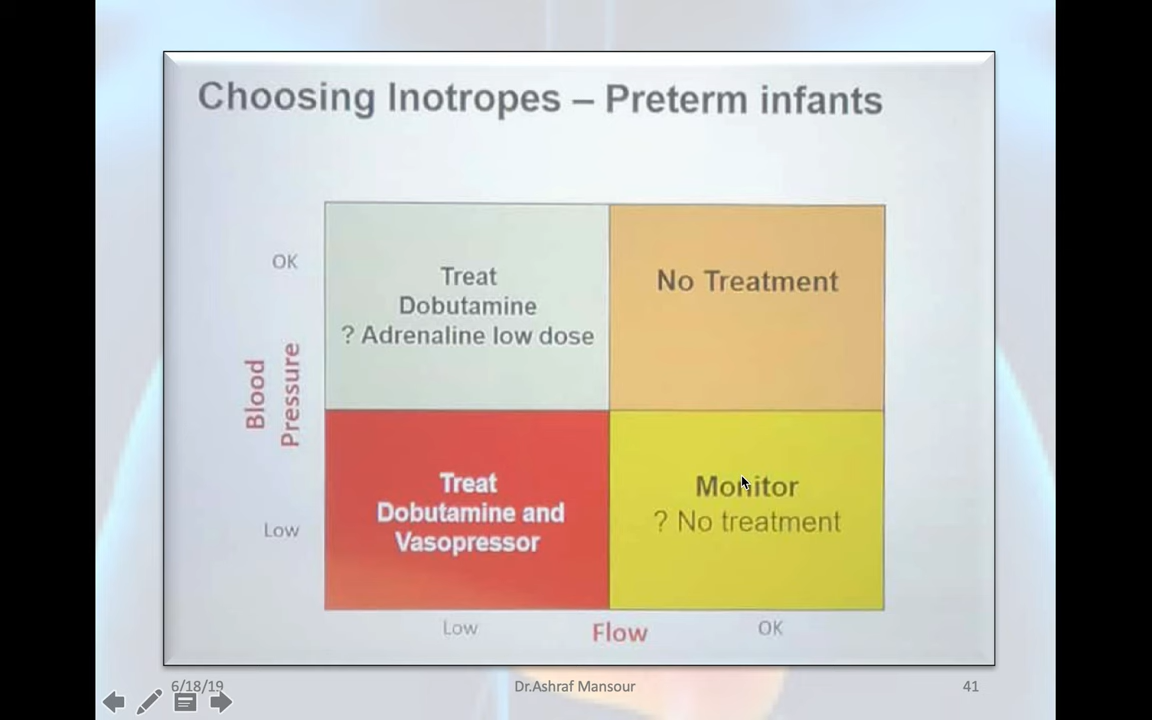 Choosing Inotropes – Preterm infants
OK
Treat
Dobutamine
? Adrenaline low dose
No Treatment
Blood
Pressure
Low
Treat
Dobutamine and
Vasopressor
Monitor
? No treatment
Low
Flow
OK
6/18/19
Dr.Ashraf Mansour
41